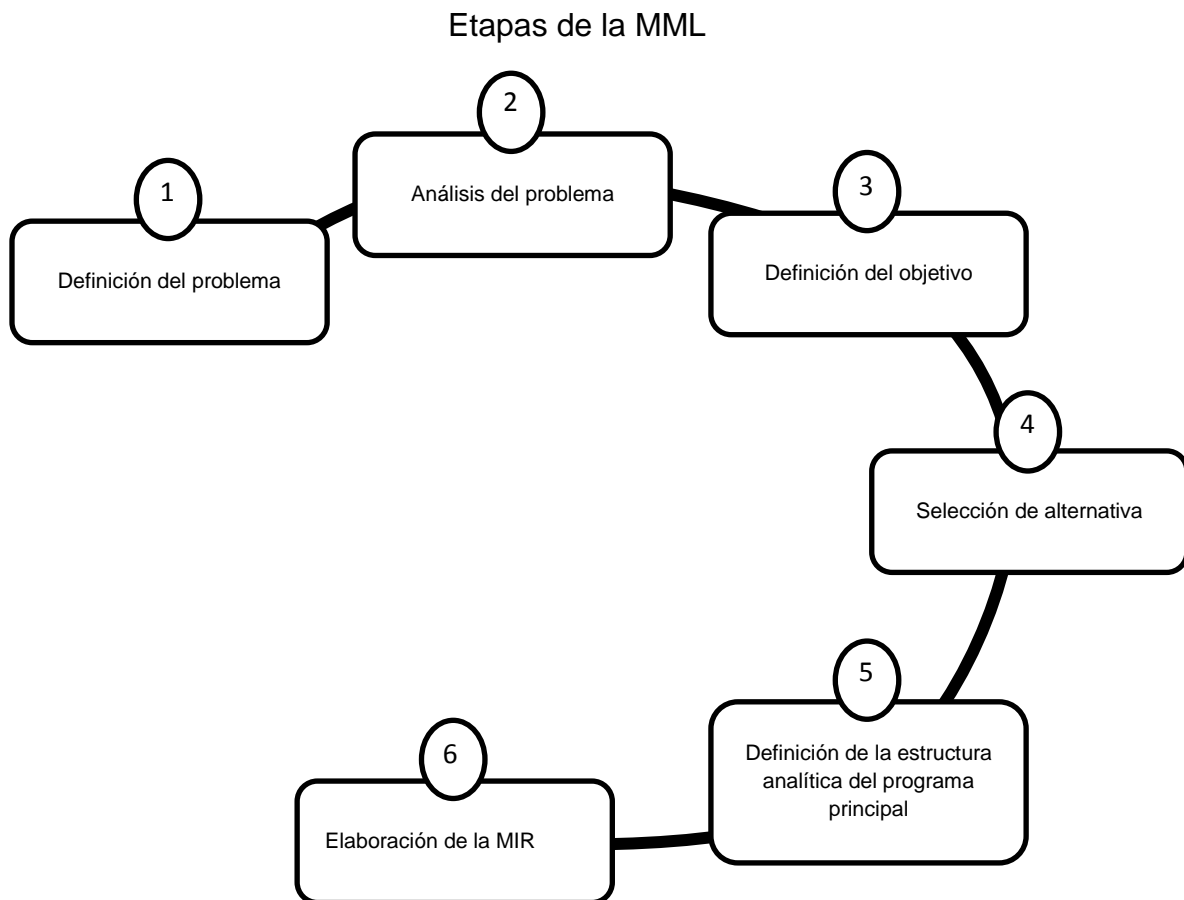 Etapas de la MML
1
Definición del problema
2
Análisis del problema
3
Definición del objetivo
4
Selección de alternativa
5
Definición de la estructura
analítica del programa
principal
6
Elaboración de la MIR